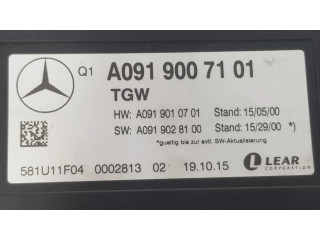 Q1 A091 900 71 01
TGW
HW: A091 901 07 01 Stand: 15/05/00
SW: A091 902 81 00 Stand: 15/29/00 *)
*gueltig bis zur evtl. SW-Aktualisierung
581U11F04 0002813 02 19.10.15
LEAR
CORPORATION